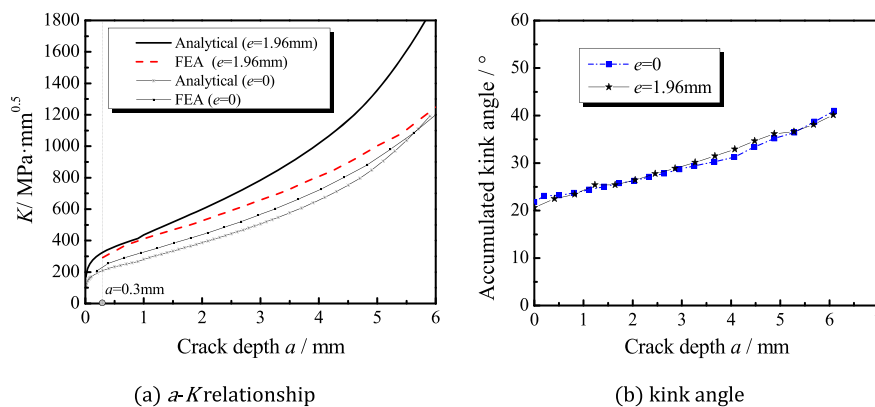 1800
1600
1400
1200
1000
800
600
400
200
0
K/ MPa·mm0.5
Analytical (e=1.96mm)
FEA (e=1.96mm)
Analytical (e=0)
FEA (e=0)
a=0.3mm
0 1 2 3 4 5 6
Crack depth a / mm
(a) a-K relationship
60
50
40
30
20
10
0
Accumulated kink angle / °
e=0
e=1.96mm
0 1 2 3 4 5 6 7
Crack depth a / mm
(b) kink angle